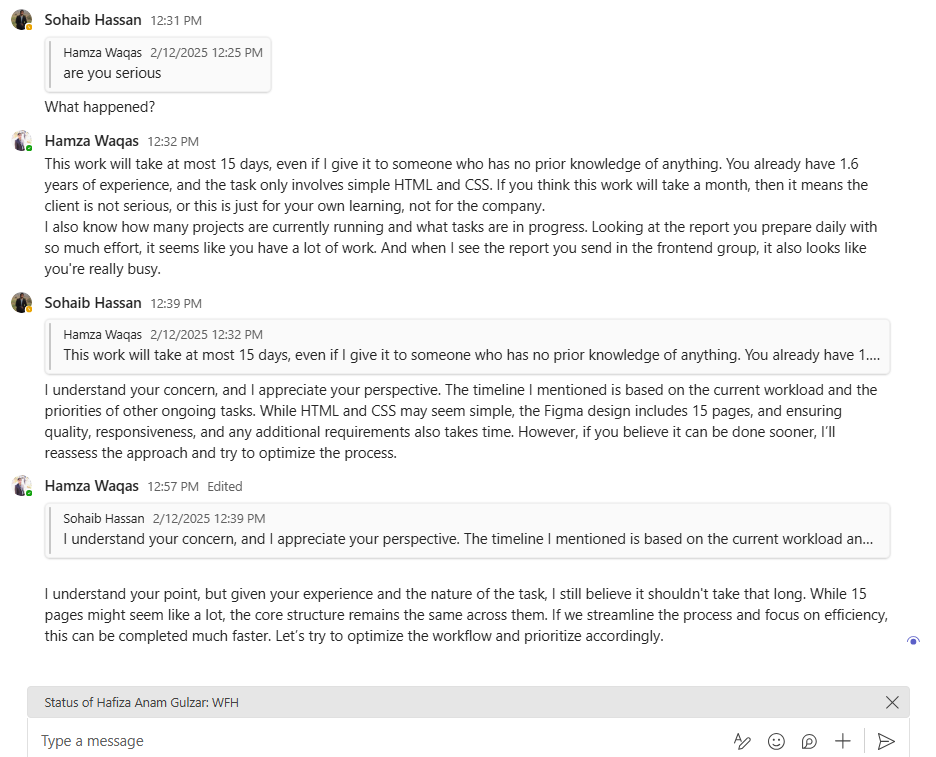 Sohaib Hassan 12:31 PM
Hamza Waqas 2/12/2025 12:25 PM
are you serious
What happened?
Hamza Waqas 12:32 PM
This work will take at most 15 days, even if I give it to someone who has no prior knowledge of anything. You already have 1.6
years of experience, and the task only involves simple HTML and CSS. If you think this work will take a month, then it means the
client is not serious, or this is just for your own learning, not for the company.
I also know how many projects are currently running and what tasks are in progress. Looking at the report you prepare daily with
so much effort, it seems like you have a lot of work. And when I see the report you send in the frontend group, it also looks like
you're really busy.
Sohaib Hassan 12:39 PM
Hamza Waqas 2/12/2025 12:32 PM
This work will take at most 15 days, even if I give it to someone who has no prior knowledge of anything. You already have 1....
I understand your concern, and I appreciate your perspective. The timeline I mentioned is based on the current workload and the
priorities of other ongoing tasks. While HTML and CSS may seem simple, the Figma design includes 15 pages, and ensuring
quality, responsiveness, and any additional requirements also takes time. However, if you believe it can be done sooner, I'll
reassess the approach and try to optimize the process.
Hamza Waqas 12:57 PM Edited
Sohaib Hassan 2/12/2025 12:39 PM
I understand your concern, and I appreciate your perspective. The timeline I mentioned is based on the current workload an...
I understand your point, but given your experience and the nature of the task, I still believe it shouldn't take that long. While 15
pages might seem like a lot, the core structure remains the same across them. If we streamline the process and focus on efficiency,
this can be completed much faster. Let's try to optimize the workflow and prioritize accordingly.
Status of Hafiza Anam Gulzar: WFH
Type a message